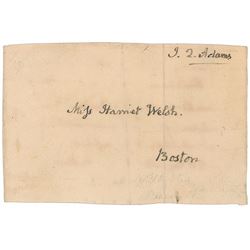 J. Q. Adams
Miss Harriet Welsh.
Boston